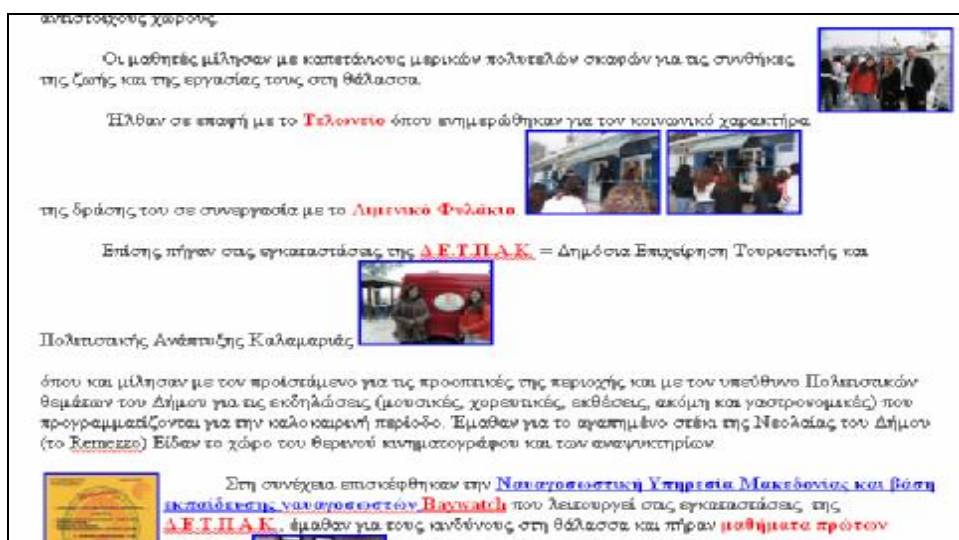 αντιστοίχους χώρους.
Οι μαθητές μίλησαν με καπετάνιους μερικών πολυτελών σκαφών για τις συνθήκες
της ζωής και της εργασίας τους στη θάλασσα.
Ήλθαν σε επαφή με το Τελωνείο όπου ενημερώθηκαν για τον κοινωνικό χαρακτήρα
της δράσης του σε συνεργασία με το Λιμενικό Φυλάκιο
Επίσης πήγαν στις εγκαταστάσεις της Δ.Ε.Τ.Π.Α.Κ. = Δημόσια Επιχείρηση Τουριστικής και
Πολιτιστικής Ανάπτυξης Καλαμαριάς
όπου και μίλησαν με τον προϊστάμενο για τις προοπτικές της περιοχής και με τον υπεύθυνο Πολιτιστικών
θεμάτων του Δήμου για τις εκδηλώσεις (μουσικές, χορευτικές, εκθέσεις, ακόμη και γαστρονομικές) που
προγραμματίζονται για την καλοκαιρινή περίοδο. Έμαθαν για το αγαπημένο στέκι της Νεολαίας του Δήμου
(το Remezzo) Είδαν το χώρο του θερινού κινηματογράφου και των αναψυκτηρίων.
Στη συνέχεια επισκέφθηκαν την Ναυαγοσωστική Υπηρεσία Μακεδονίας και βάση
εκπαίδευσης ναυαγοσωστών Baywatch που λειτουργεί στις εγκαταστάσεις της
Δ.Ε.Τ.Π.Α.Κ. , έμαθαν για τους κινδύνους στη θάλασσα και πήραν μαθήματα πρώτων